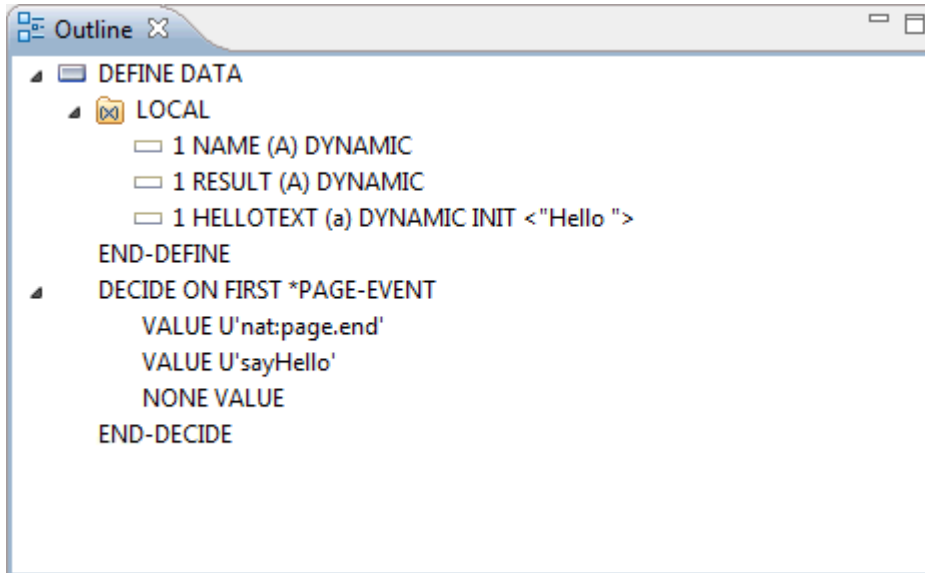 Outline
DEFINE DATA
LOCAL
1 NAME (A) DYNAMIC
1 RESULT (A) DYNAMIC
1 HELLOTEXT (a) DYNAMIC INIT <"Hello ">
END-DEFINE
DECIDE ON FIRST *PAGE-EVENT
VALUE U'nat:page.end'
VALUE U'sayHello'
NONE VALUE
END-DECIDE